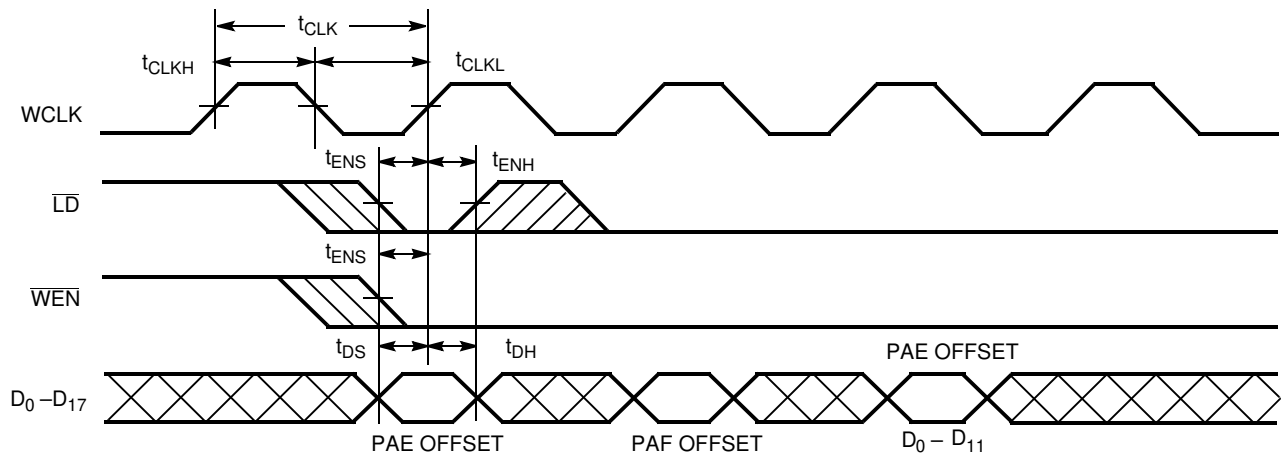 tCLK
tCLKH
tCLKL
WCLK
tENS
tENH
LD
tENS
WEN
tDS
tDH
PAE OFFSET
D0 –D17
PAE OFFSET
PAF OFFSET
D0 – D11